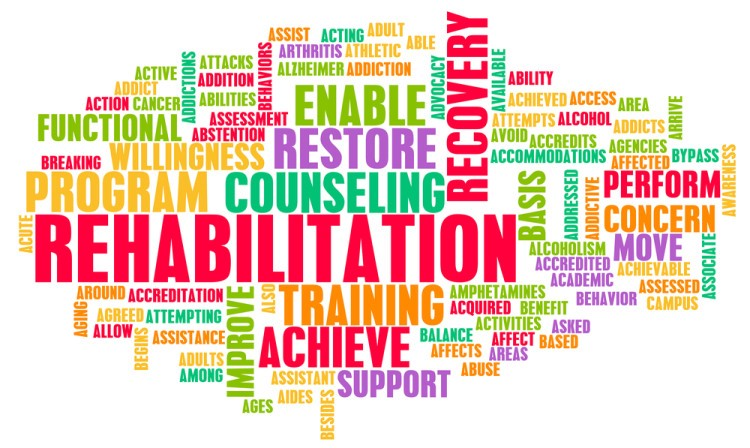 ASSIST
ACTING
ADULT
ABLE
ARTHRITIS
ATHLETIC
ATTACKS
ACTIVE
ADDICTIONS
ADDITION
BEHAVIORS
ALZHEIMER
ADDICTION
ADVOCACY
RECOVERY
AVAILABLE
ABILITY
ADDICT
ACTION
CANCER
ABILITIES
ENABLE
ACHIEVED
ACCESS
AREA
ARRIVE
FUNCTIONAL
ASSESSMENT
ABSTENTION
RESTORE
ATTEMPTS
ALCOHOL
ADDICTS
AVOID
ACCREDITS
AGENCIES
BREAKING
WILLINGNESS
ACCOMMODATIONS
AFFECTED
BYPASS
AWARENESS
PROGRAM
COUNSELING
BASIS
ADDRESSED
ADDICTIVE
PERFORM
CONCERN
ACUTE
REHABILITATION
ALCOHOLISM
MOVE
ASSOCIATE
ACCREDITED
ACHIEVABLE
ACADEMIC
ASSESSED
AROUND
ACCREDITATION
IMPROVE
ALSO
TRAINING
AMPHETAMINES
BEHAVIOR
CAMPUS
AGING
AGREED
ATTEMPTING
ACQUIRED
BENEFIT
ALLOW
BEGINS
ASSISTANCE
ACHIEVE
BALANCE
ACTIVITIES
ASKED
AFFECT
BASED
ADULTS
AFFECTS
AREAS
AMONG
ASSISTANT
SUPPORT
ABUSE
AGES
AIDES
BESIDES